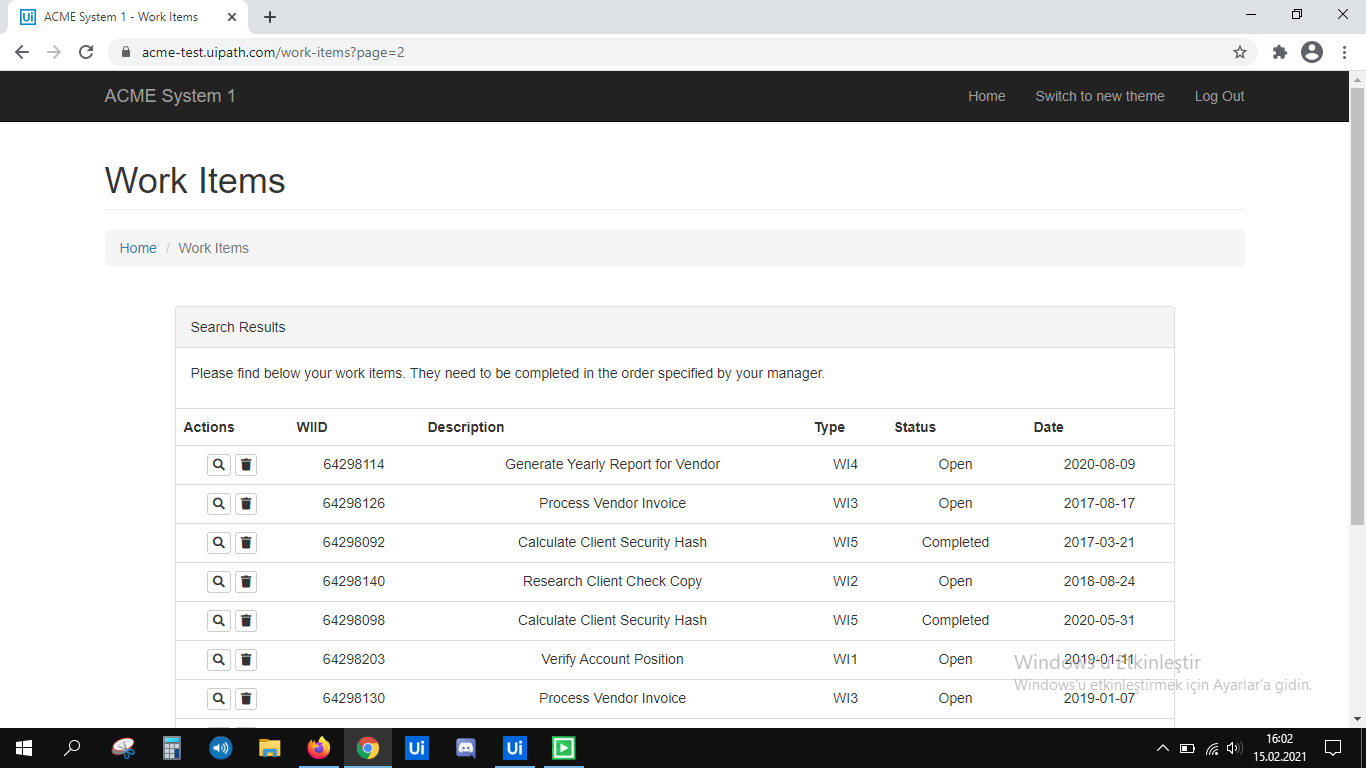 Ui ACME System 1 - Work Items
acme-test.uipath.com/work-items?page=2
ACME System 1 Home Switch to new theme Log Out
Work Items
Home / Work Items
Search Results
Please find below your work items. They need to be completed in the order specified by your manager.
Actions WIID Description Type Status Date
64298114 Generate Yearly Report for Vendor WI4 Open 2020-08-09
64298126 Process Vendor Invoice WI3 Open 2017-08-17
64298092 Calculate Client Security Hash WI5 Completed 2017-03-21
64298140 Research Client Check Copy WI2 Open 2018-08-24
64298098 Calculate Client Security Hash WI5 Completed 2020-05-31
64298203 Verify Account Position WI1 Open 2019-01-11
Windows'u Etkinleştir
Windows'u etkinleştirmek için Ayarlar'a gidin.
64298130 Process Vendor Invoice WI3 Open 2019-01-07
Ui Ui 16:02
15.02.2021